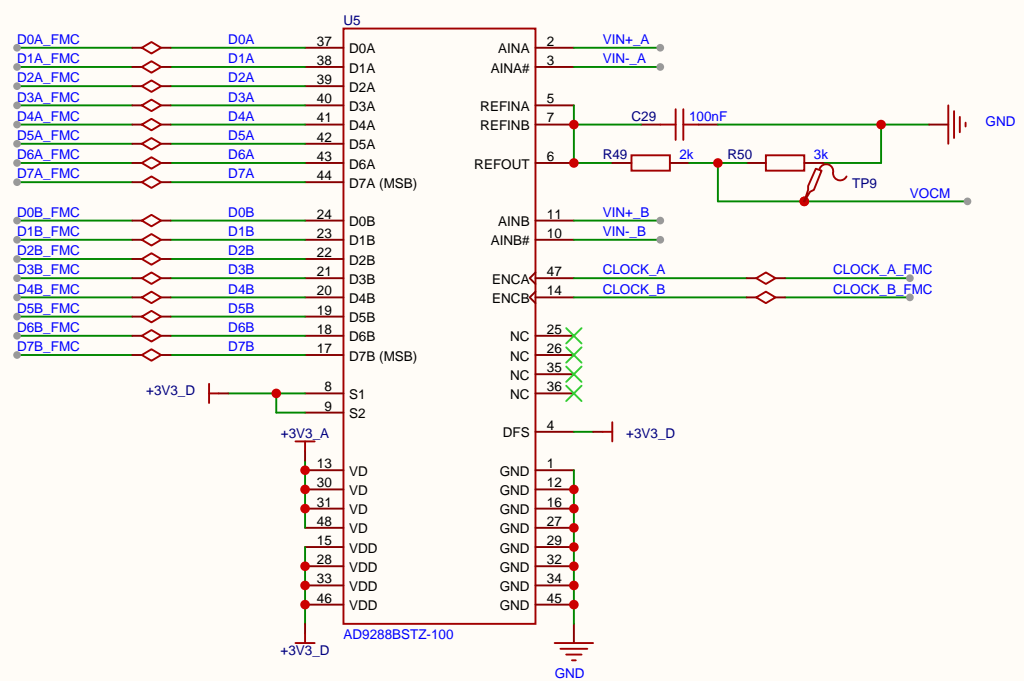 U5
D0A_FMC D0A 37 D0A AINA 2 VIN+_A
D1A_FMC D1A 38 D1A AINA# 3 VIN-_A
D2A_FMC D2A 39 D2A
D3A_FMC D3A 40 D3A REFINA 5
D4A_FMC D4A 41 D4A REFINB 7 C29 100nF GND
D5A_FMC D5A 42 D5A
D6A_FMC D6A 43 D6A REFOUT 6 R49 2k R50 3k
D7A_FMC D7A 44 D7A (MSB) TP9
VOCM
D0B_FMC D0B 24 D0B AINB 11 VIN+_B
D1B_FMC D1B 23 D1B AINB# 10 VIN-_B
D2B_FMC D2B 22 D2B
D3B_FMC D3B 21 D3B ENCA 47 CLOCK_A CLOCK_A_FMC
D4B_FMC D4B 20 D4B ENCB 14 CLOCK_B CLOCK_B_FMC
D5B_FMC D5B 19 D5B
D6B_FMC D6B 18 D6B NC 25
D7B_FMC D7B 17 D7B (MSB) NC 26
NC 35
+3V3_D 8 S1 NC 36
9 S2
+3V3_A DFS 4 +3V3_D
13 VD GND 1
30 VD GND 12
31 VD GND 16
48 VD GND 27
15 VDD GND 29
28 VDD GND 32
33 VDD GND 34
46 VDD GND 45
AD9288BSTZ-100
+3V3_D
GND